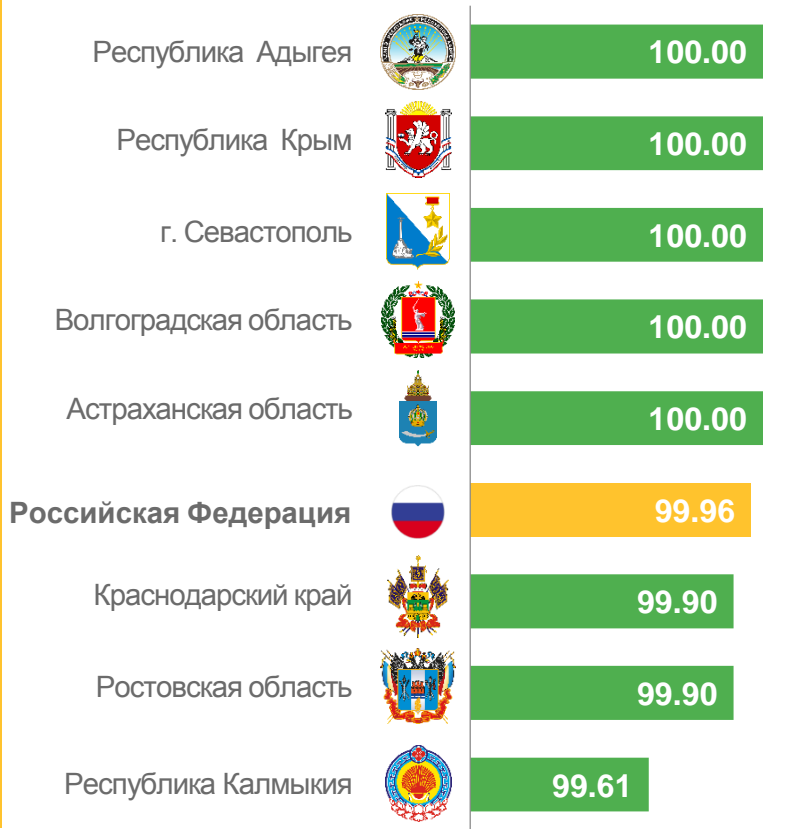 Республика Адыгея 100.00
Республика Крым 100.00
г. Севастополь 100.00
Волгоградская область 100.00
Астраханская область 100.00
Российская Федерация 99.96
Краснодарский край 99.90
Ростовская область 99.90
Республика Калмыкия 99.61